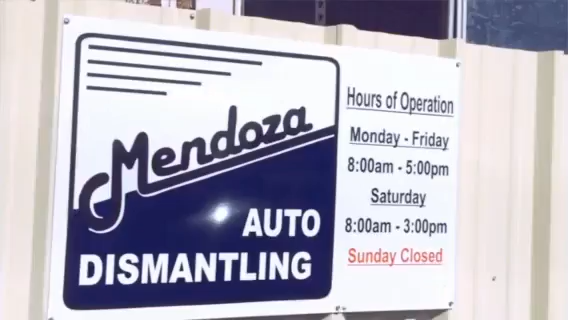 Mendoza
AUTO
DISMANTLING
Hours of Operation
Monday - Friday
8:00am - 5:00pm
Saturday
8:00am - 3:00pm
Sunday Closed